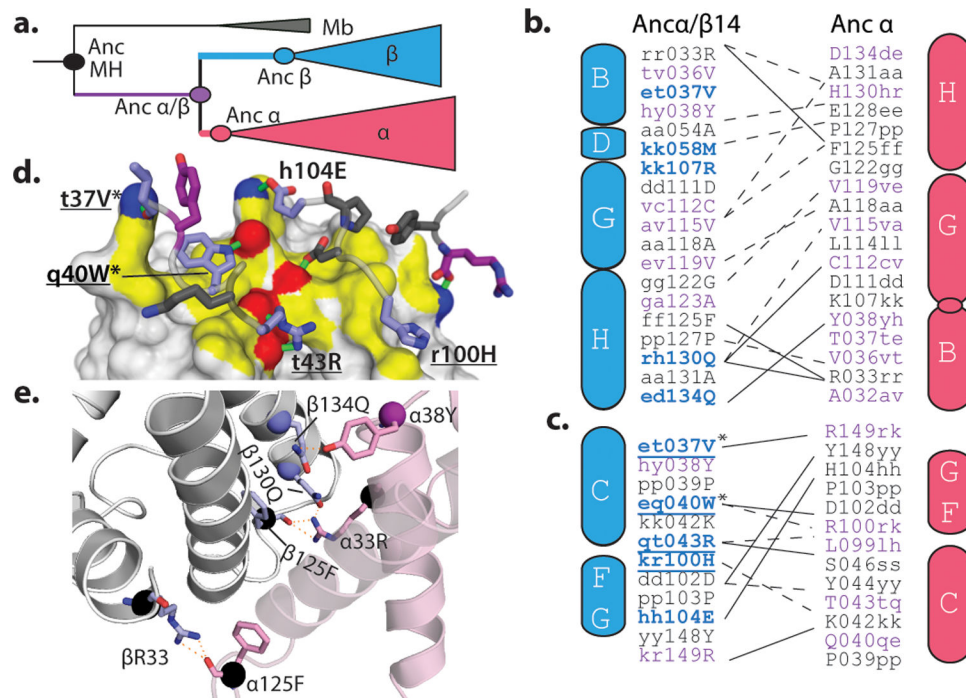 a.
Mb
Anc
MH
β
Anc β
Anc α/β
Anc α
α
b.
Ancα/β14
Anc α
B
D
G
H
rr033R
tv036V
et037V
hy038Y
aa054A
kk058M
kk107R
dd111D
vc112C
av115V
aa118A
ev119V
gg122G
ga123A
ff125F
pp127P
rh130Q
aa131A
ed134Q
D134de
A131aa
H130hr
E128ee
P127pp
F125ff
G122gg
V119ve
A118aa
V115va
L114ll
C112cv
D111dd
K107kk
Y038yh
T037te
V036vt
R033rr
A032av
H
G
B
c.
C
F
G
et037V*
hy038Y
pp039P
eq040W*
kk042K
qt043R
kr100H
dd102D
pp103P
hh104E
yy148Y
kr149R
R149rk
Y148yy
H104hh
P103pp
D102dd
R100rk
L099lh
S046ss
Y044yy
T043tq
K042kk
Q040qe
P039pp
G
F
C
d.
t37V*
h104E
q40W*
t43R
r100H
e.
β134Q
α38Y
β130Q
α33R
β125F
βR33
α125F